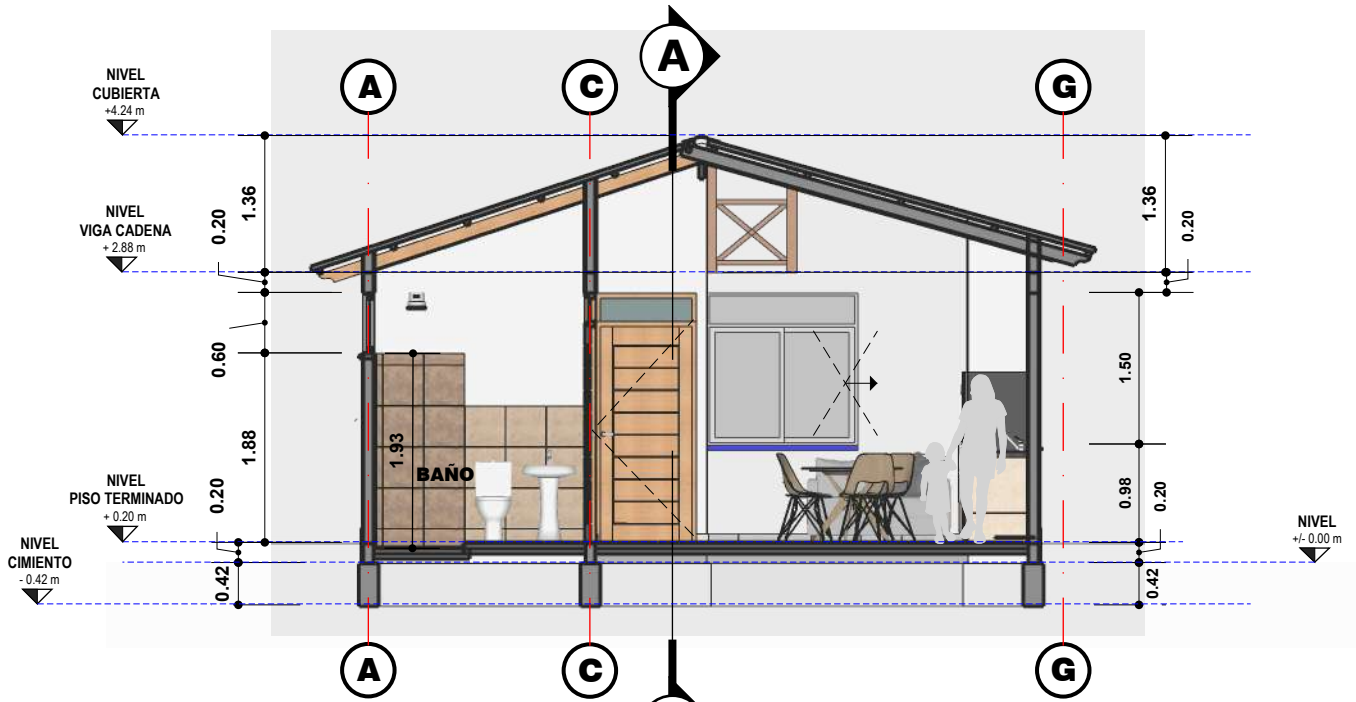 A
A
C
G
NIVEL
CUBIERTA
+4.24 m
1.36
0.20
NIVEL
VIGA CADENA
+ 2.88 m
1.36
0.20
0.60
1.50
1.88
1.93
BAÑO
0.98
0.20
NIVEL
PISO TERMINADO
+ 0.20 m
0.20
NIVEL
+/- 0.00 m
NIVEL
CIMIENTO
- 0.42 m
0.42
0.42
A
C
G